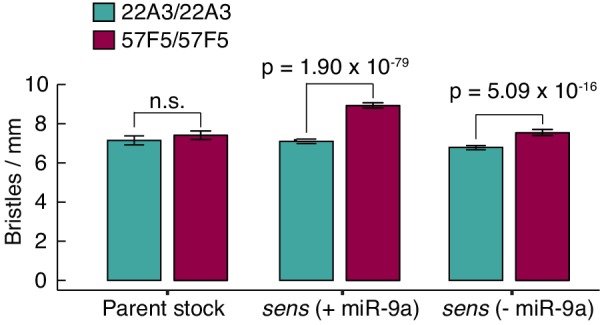 22A3/22A3
57F5/57F5
p = 1.90 x 10-79
p = 5.09 x 10-16
n.s.
Bristles / mm
10
8
6
4
2
0
Parent stock
sens (+ miR-9a)
sens (- miR-9a)